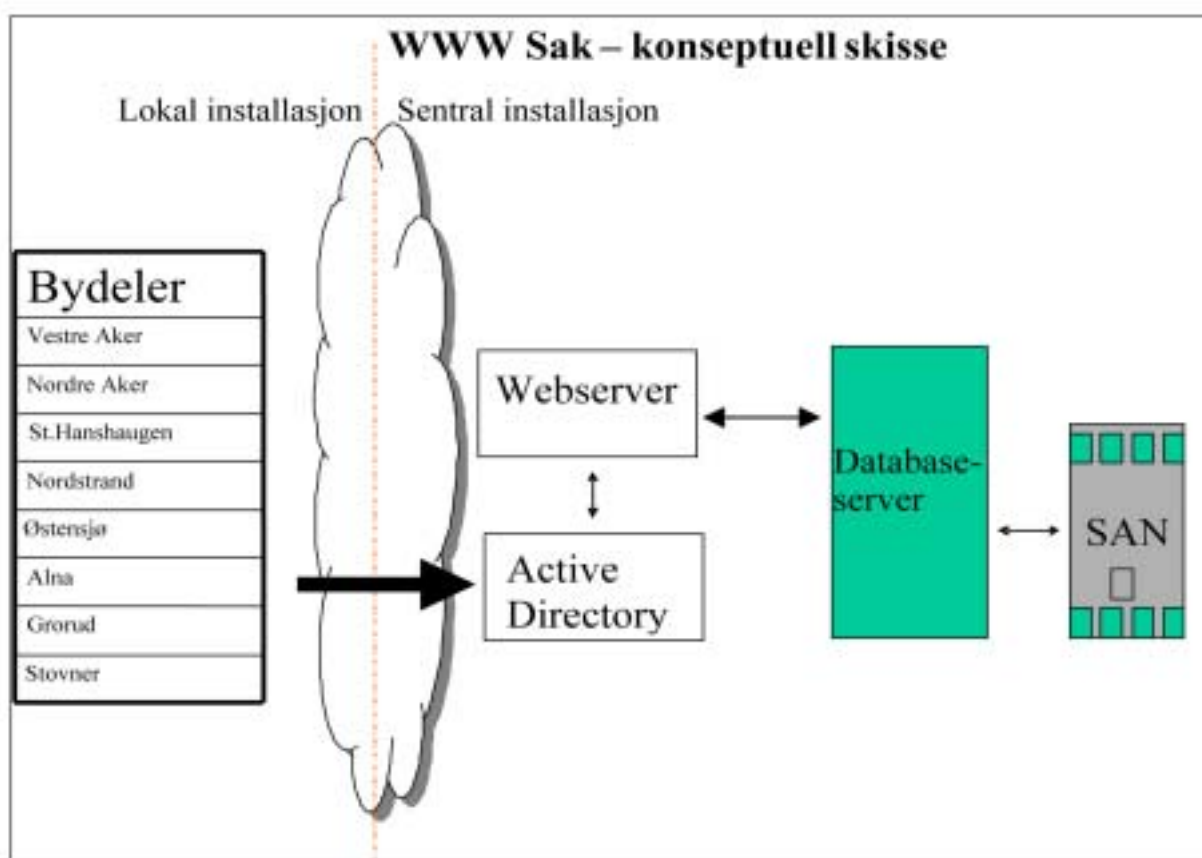 WWW Sak – konseptuell skisse
Lokal installasjon
Sentral installasjon
Bydeler
Vestre Aker
Nordre Aker
St.Hanshaugen
Nordstrand
Østensjø
Alna
Grorud
Stovner
Webserver
Active
Directory
Database-
server
SAN